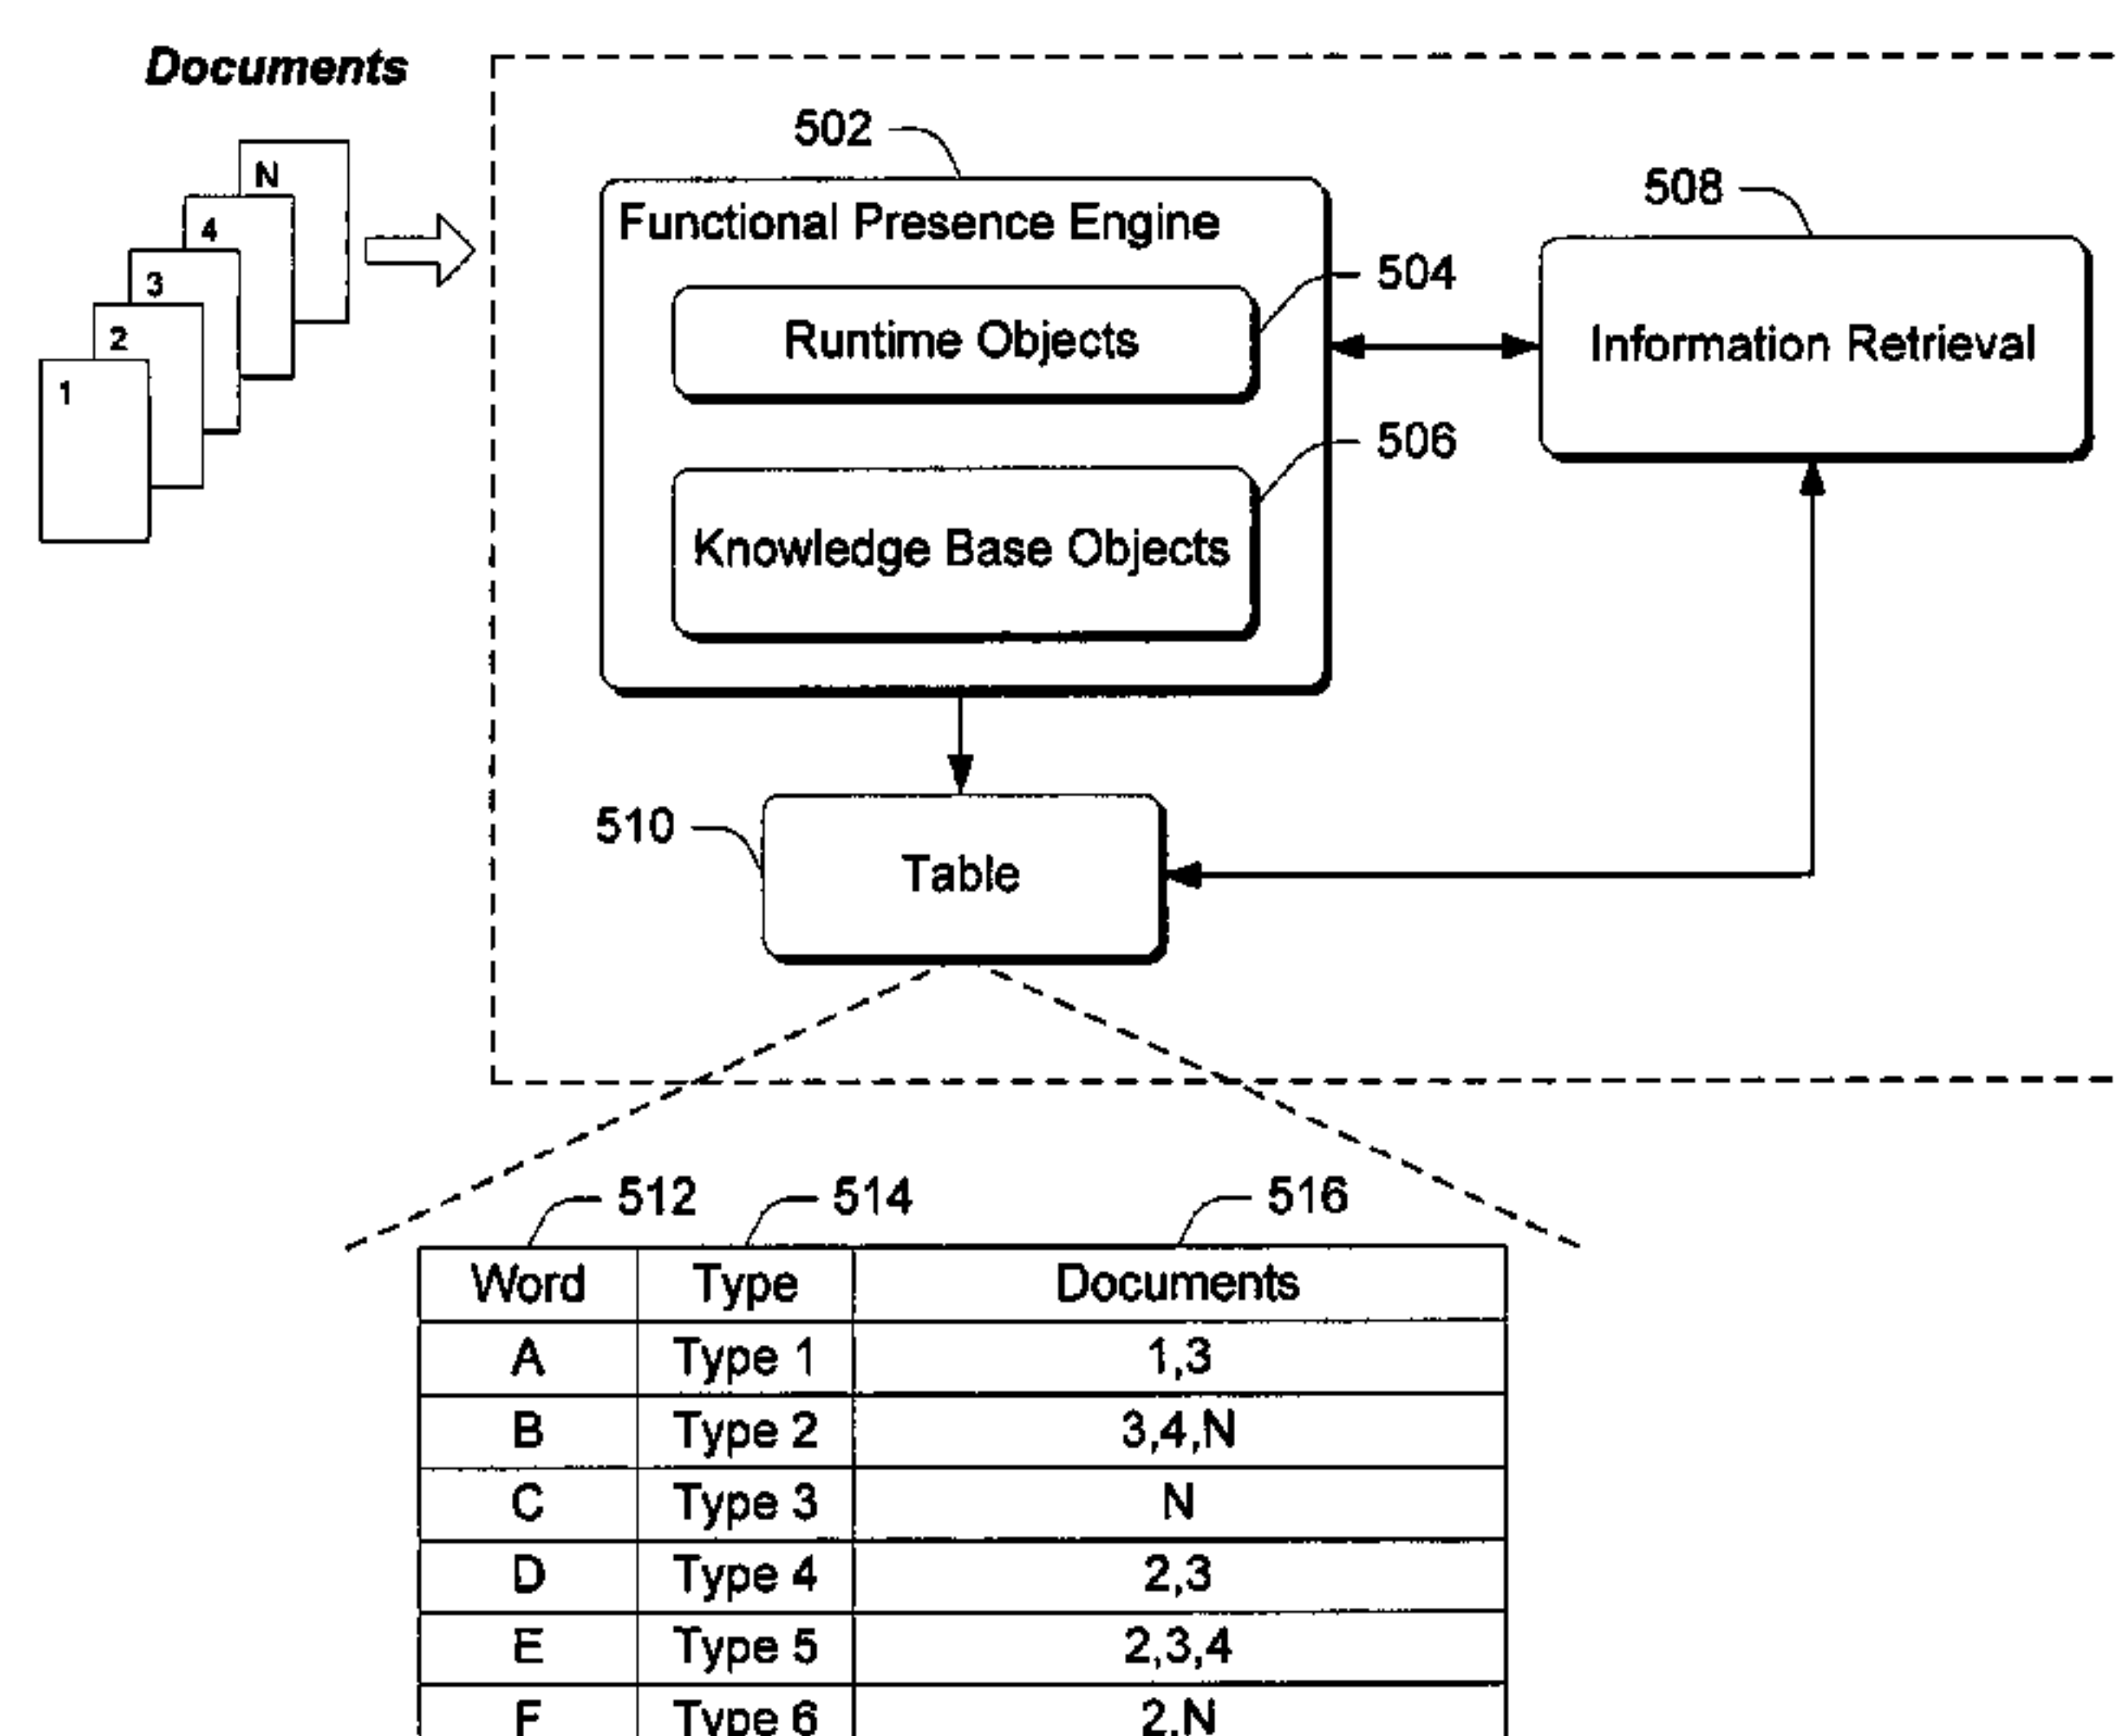 Documents
N
4
3
2
1
502
Functional Presence Engine
504
Runtime Objects
506
Knowledge Base Objects
508
Information Retrieval
510
Table
512 514 516
Word Type Documents
A Type 1 1,3
B Type 2 3,4,N
C Type 3 N
D Type 4 2,3
E Type 5 2,3,4
F Type 6 2,N